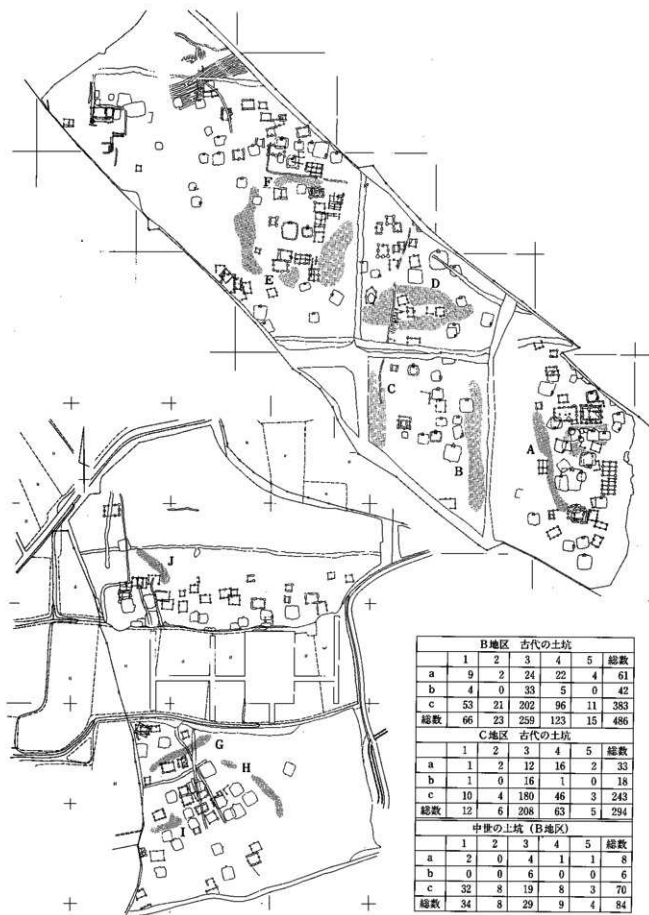 F
E
D
C
B
A
J
G
H
I
B地区 古代の土坑
1 2 3 4 5 総数
a 9 2 24 22 4 61
b 4 0 33 5 0 42
c 53 21 202 96 11 383
総数 66 23 259 123 15 486
C地区 古代の土坑
1 2 3 4 5 総数
a 1 2 12 16 2 33
b 1 0 16 1 0 18
c 10 4 180 46 3 243
総数 12 6 208 63 5 294
中世の土坑 (B地区)
1 2 3 4 5 総数
a 2 0 4 1 1 8
b 0 0 6 0 0 6
c 32 8 19 8 3 70
総数 34 8 29 9 4 84